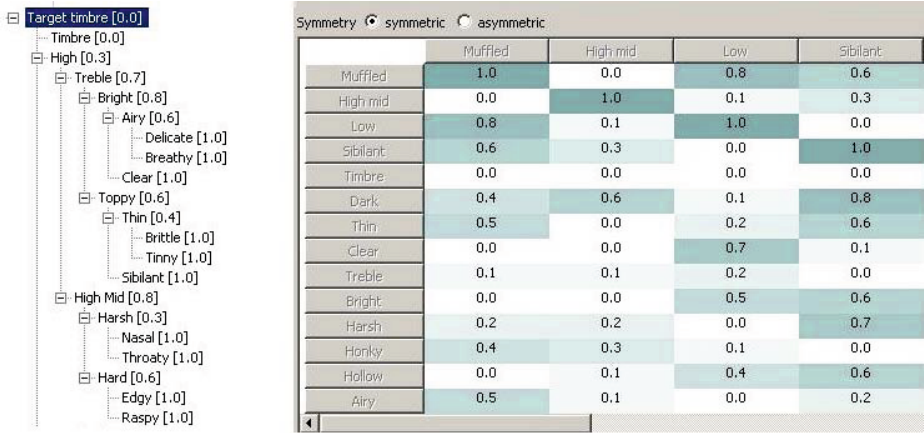 Target timbre [0.0]
Timbre [0.0]
High [0.3]
Treble [0.7]
Bright [0.8]
Airy [0.6]
Delicate [1.0]
Breathy [1.0]
Clear [1.0]
Toppy [0.6]
Thin [0.4]
Brittle [1.0]
Tinny [1.0]
Sibilant [1.0]
High Mid [0.8]
Harsh [0.3]
Nasal [1.0]
Throaty [1.0]
Hard [0.6]
Edgy [1.0]
Raspy [1.0]
Symmetry symmetric asymmetric
Muffled High mid Low Sibilant
Muffled 1.0 0.0 0.8 0.6
High mid 0.0 1.0 0.1 0.3
Low 0.8 0.1 1.0 0.0
Sibilant 0.6 0.3 0.0 1.0
Timbre 0.0 0.0 0.0 0.0
Dark 0.4 0.6 0.1 0.8
Thin 0.5 0.0 0.2 0.6
Clear 0.0 0.0 0.7 0.1
Treble 0.1 0.1 0.2 0.0
Bright 0.0 0.0 0.5 0.6
Harsh 0.2 0.2 0.0 0.7
Honky 0.4 0.3 0.1 0.0
Hollow 0.0 0.1 0.4 0.6
Airy 0.5 0.1 0.0 0.2